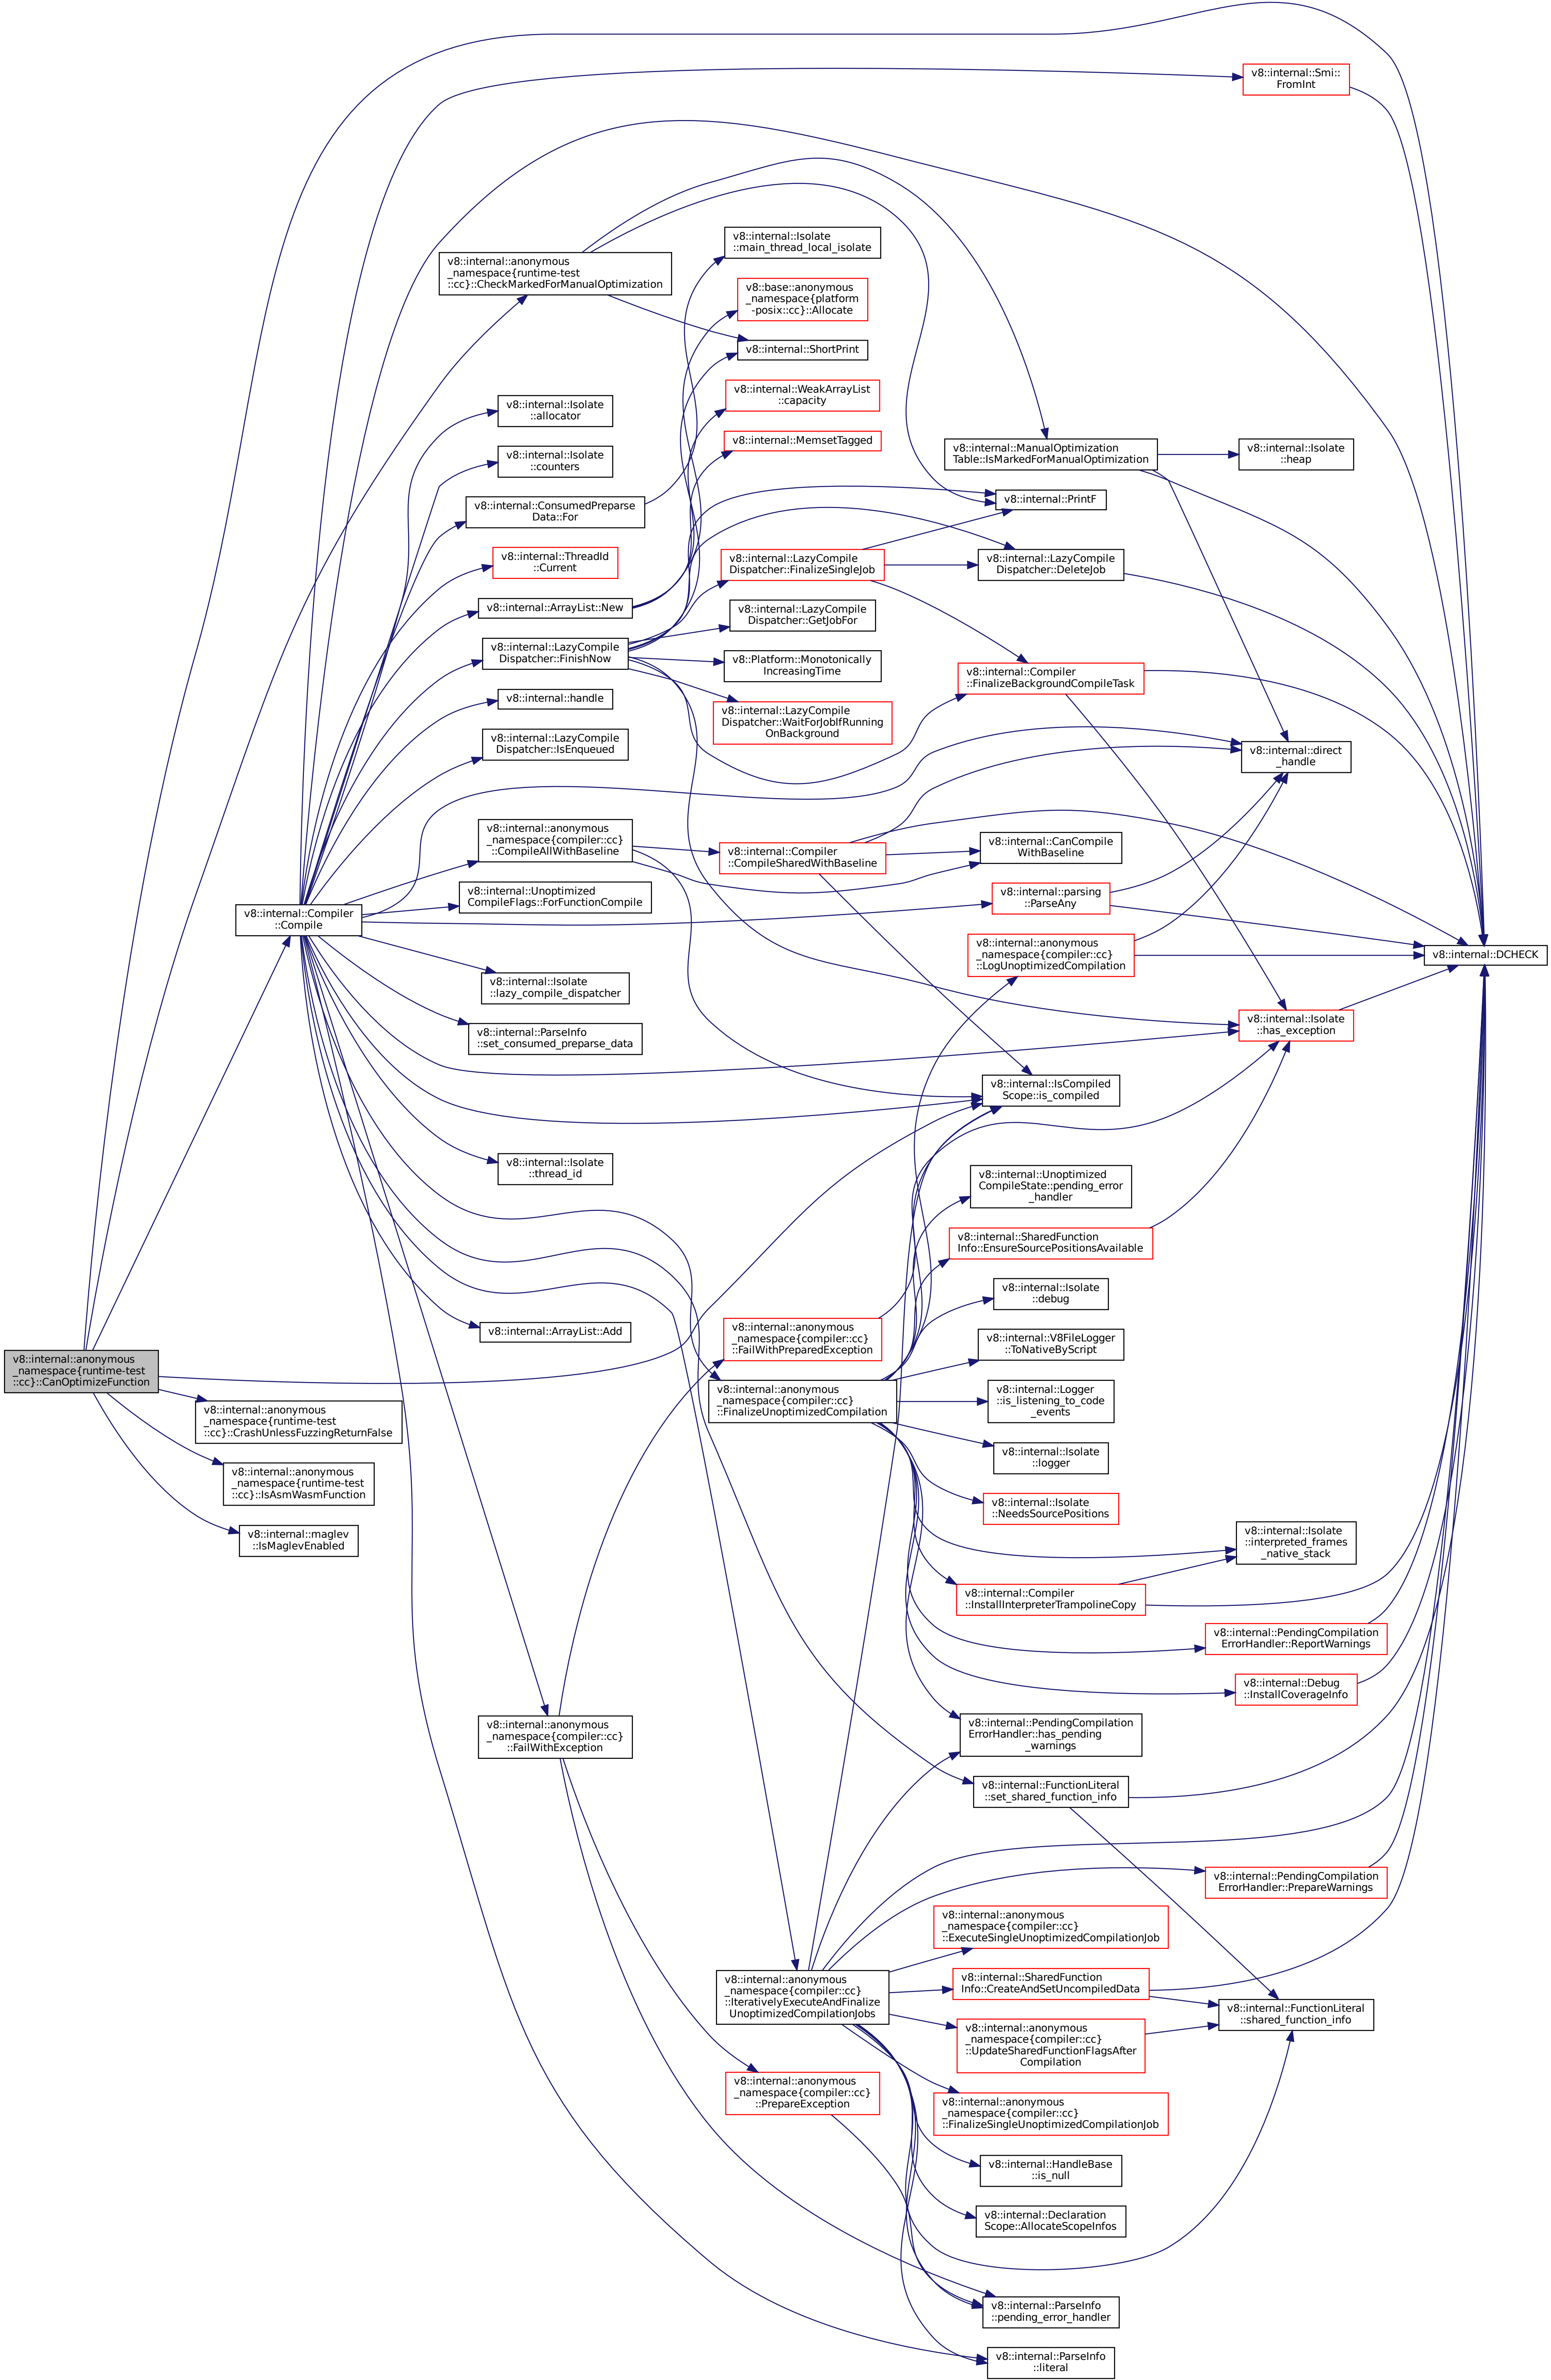 v8::internal::Smi::
FromInt
v8::internal::Isolate
::main_thread_local_isolate
v8::internal::anonymous
_namespace{runtime-test
::cc}::CheckMarkedForManualOptimization
v8::base::anonymous
_namespace{platform
-posix::cc}::Allocate
v8::internal::ShortPrint
v8::internal::WeakArrayList
::capacity
v8::internal::Isolate
::allocator
v8::internal::MemsetTagged
v8::internal::ManualOptimization
Table::IsMarkedForManualOptimization
v8::internal::Isolate
::heap
v8::internal::Isolate
::counters
v8::internal::PrintF
v8::internal::ConsumedPreparse
Data::For
v8::internal::ThreadId
::Current
v8::internal::LazyCompile
Dispatcher::FinalizeSingleJob
v8::internal::LazyCompile
Dispatcher::DeleteJob
v8::internal::ArrayList::New
v8::internal::LazyCompile
Dispatcher::GetJobFor
v8::internal::LazyCompile
Dispatcher::FinishNow
v8::Platform::Monotonically
IncreasingTime
v8::internal::Compiler
::FinalizeBackgroundCompileTask
v8::internal::handle
v8::internal::LazyCompile
Dispatcher::WaitForJobIfRunning
OnBackground
v8::internal::LazyCompile
Dispatcher::IsEnqueued
v8::internal::direct
_handle
v8::internal::anonymous
_namespace{compiler::cc}
::CompileAllWithBaseline
v8::internal::Compiler
::CompileSharedWithBaseline
v8::internal::CanCompile
WithBaseline
v8::internal::Unoptimized
CompileFlags::ForFunctionCompile
v8::internal::parsing
::ParseAny
v8::internal::Compiler
::Compile
v8::internal::anonymous
_namespace{compiler::cc}
::LogUnoptimizedCompilation
v8::internal::DCHECK
v8::internal::Isolate
::lazy_compile_dispatcher
v8::internal::ParseInfo
::set_consumed_preparse_data
v8::internal::Isolate
::has_exception
v8::internal::IsCompiled
Scope::is_compiled
v8::internal::Isolate
::thread_id
v8::internal::Unoptimized
CompileState::pending_error
_handler
v8::internal::SharedFunction
Info::EnsureSourcePositionsAvailable
v8::internal::Isolate
::debug
v8::internal::ArrayList::Add
v8::internal::anonymous
_namespace{compiler::cc}
::FailWithPreparedException
v8::internal::V8FileLogger
::ToNativeByScript
v8::internal::anonymous
_namespace{runtime-test
::cc}::CanOptimizeFunction
v8::internal::anonymous
_namespace{compiler::cc}
::FinalizeUnoptimizedCompilation
v8::internal::Logger
::is_listening_to_code
_events
v8::internal::anonymous
_namespace{runtime-test
::cc}::CrashUnlessFuzzingReturnFalse
v8::internal::Isolate
::logger
v8::internal::anonymous
_namespace{runtime-test
::cc}::IsAsmWasmFunction
v8::internal::Isolate
::NeedsSourcePositions
v8::internal::maglev
::IsMaglevEnabled
v8::internal::Isolate
::interpreted_frames
_native_stack
v8::internal::Compiler
::InstallInterpreterTrampolineCopy
v8::internal::PendingCompilation
ErrorHandler::ReportWarnings
v8::internal::Debug
::InstallCoverageInfo
v8::internal::anonymous
_namespace{compiler::cc}
::FailWithException
v8::internal::PendingCompilation
ErrorHandler::has_pending
_warnings
v8::internal::FunctionLiteral
::set_shared_function_info
v8::internal::PendingCompilation
ErrorHandler::PrepareWarnings
v8::internal::anonymous
_namespace{compiler::cc}
::ExecuteSingleUnoptimizedCompilationJob
v8::internal::anonymous
_namespace{compiler::cc}
::IterativelyExecuteAndFinalize
UnoptimizedCompilationJobs
v8::internal::SharedFunction
Info::CreateAndSetUncompiledData
v8::internal::FunctionLiteral
::shared_function_info
v8::internal::anonymous
_namespace{compiler::cc}
::UpdateSharedFunctionFlagsAfter
Compilation
v8::internal::anonymous
_namespace{compiler::cc}
::PrepareException
v8::internal::anonymous
_namespace{compiler::cc}
::FinalizeSingleUnoptimizedCompilationJob
v8::internal::HandleBase
::is_null
v8::internal::Declaration
Scope::AllocateScopeInfos
v8::internal::ParseInfo
::pending_error_handler
v8::internal::ParseInfo
::literal